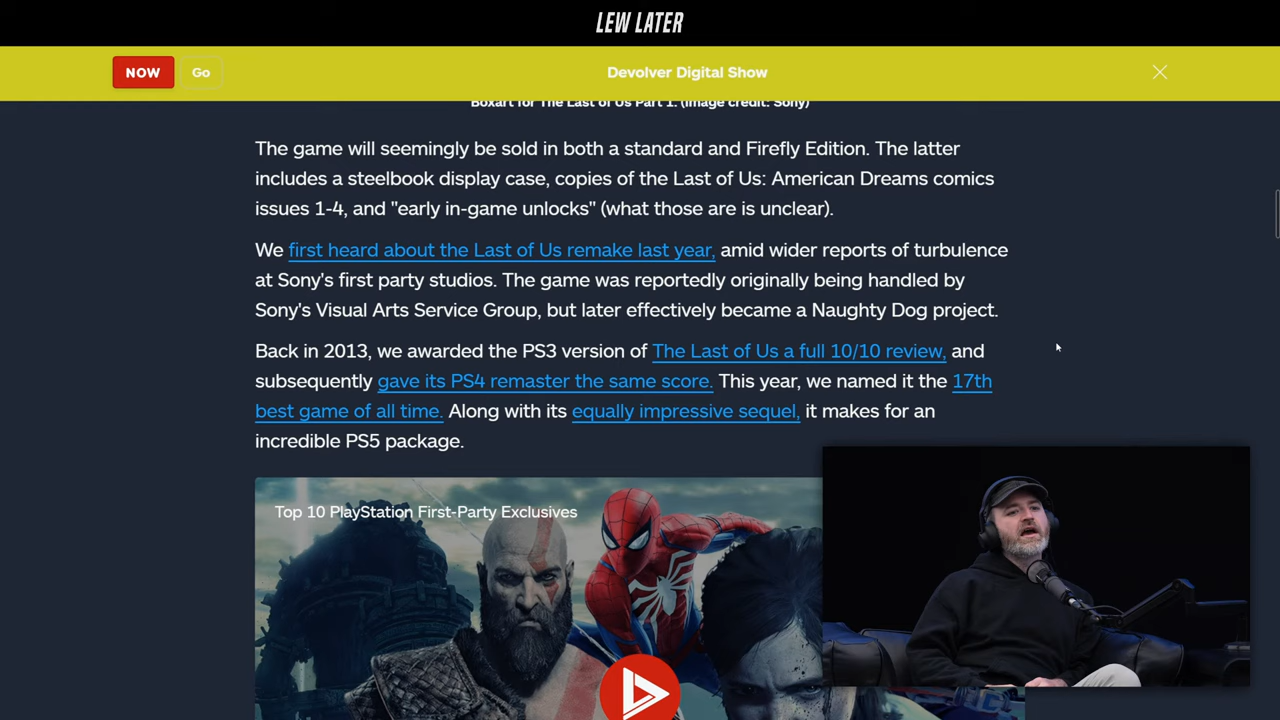 LEW LATER
NOW
Go
Devolver Digital Show
Boxart for The Last of Us Part 1. (Image credit: Sony)
The game will seemingly be sold in both a standard and Firefly Edition. The latter
includes a steelbook display case, copies of the Last of Us: American Dreams comics
issues 1-4, and "early in-game unlocks" (what those are is unclear).
We first heard about the Last of Us remake last year, amid wider reports of turbulence
at Sony's first party studios. The game was reportedly originally being handled by
Sony's Visual Arts Service Group, but later effectively became a Naughty Dog project.
Back in 2013, we awarded the PS3 version of The Last of Us a full 10/10 review, and
subsequently gave its PS4 remaster the same score. This year, we named it the 17th
best game of all time. Along with its equally impressive sequel, it makes for an
incredible PS5 package.
Top 10 PlayStation First-Party Exclusives